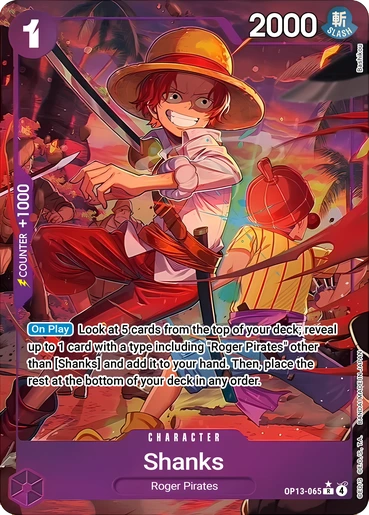 1
2000
斬
SLASH
COUNTER +1000
On Play Look at 5 cards from the top of your deck; reveal
up to 1 card with a type including "Roger Pirates" other
than [Shanks] and add it to your hand. Then, place the
rest at the bottom of your deck in any order.
CHARACTER
Shanks
Roger Pirates
OP13-065 R 4